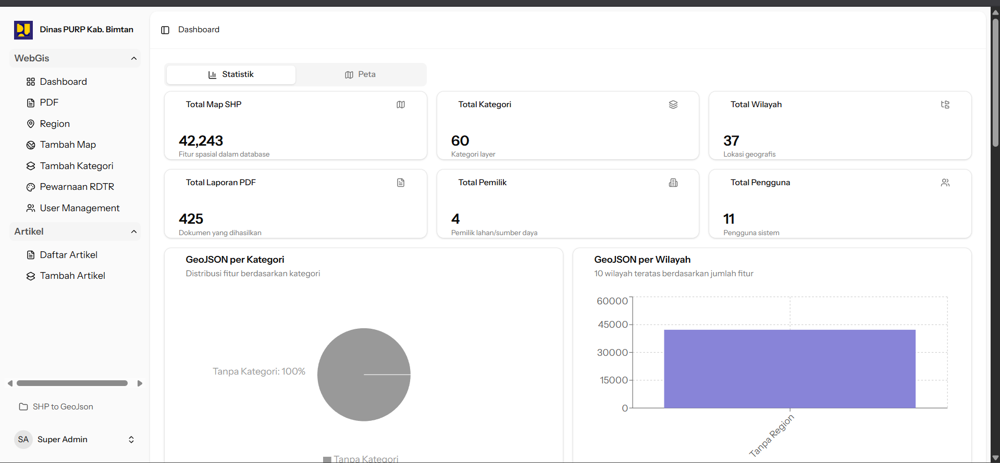 Dinas PURP Kab. Bimtan
WebGis
Dashboard
PDF
Region
Tambah Map
Tambah Kategori
Pewarnaan RDTR
User Management
Artikel
Daftar Artikel
Tambah Artikel
SHP to GeoJson
SA Super Admin
Dashboard
Statistik Peta
Total Map SHP
42,243
Fitur spasial dalam database
Total Kategori
60
Kategori layer
Total Wilayah
37
Lokasi geografis
Total Laporan PDF
425
Dokumen yang dihasilkan
Total Pemilik
4
Pemilik lahan/sumber daya
Total Pengguna
11
Pengguna sistem
GeoJSON per Kategori
Distribusi fitur berdasarkan kategori
Tanpa Kategori: 100%
Tanpa Kategori
GeoJSON per Wilayah
10 wilayah teratas berdasarkan jumlah fitur
60000
45000
30000
15000
0
Tanpa Region